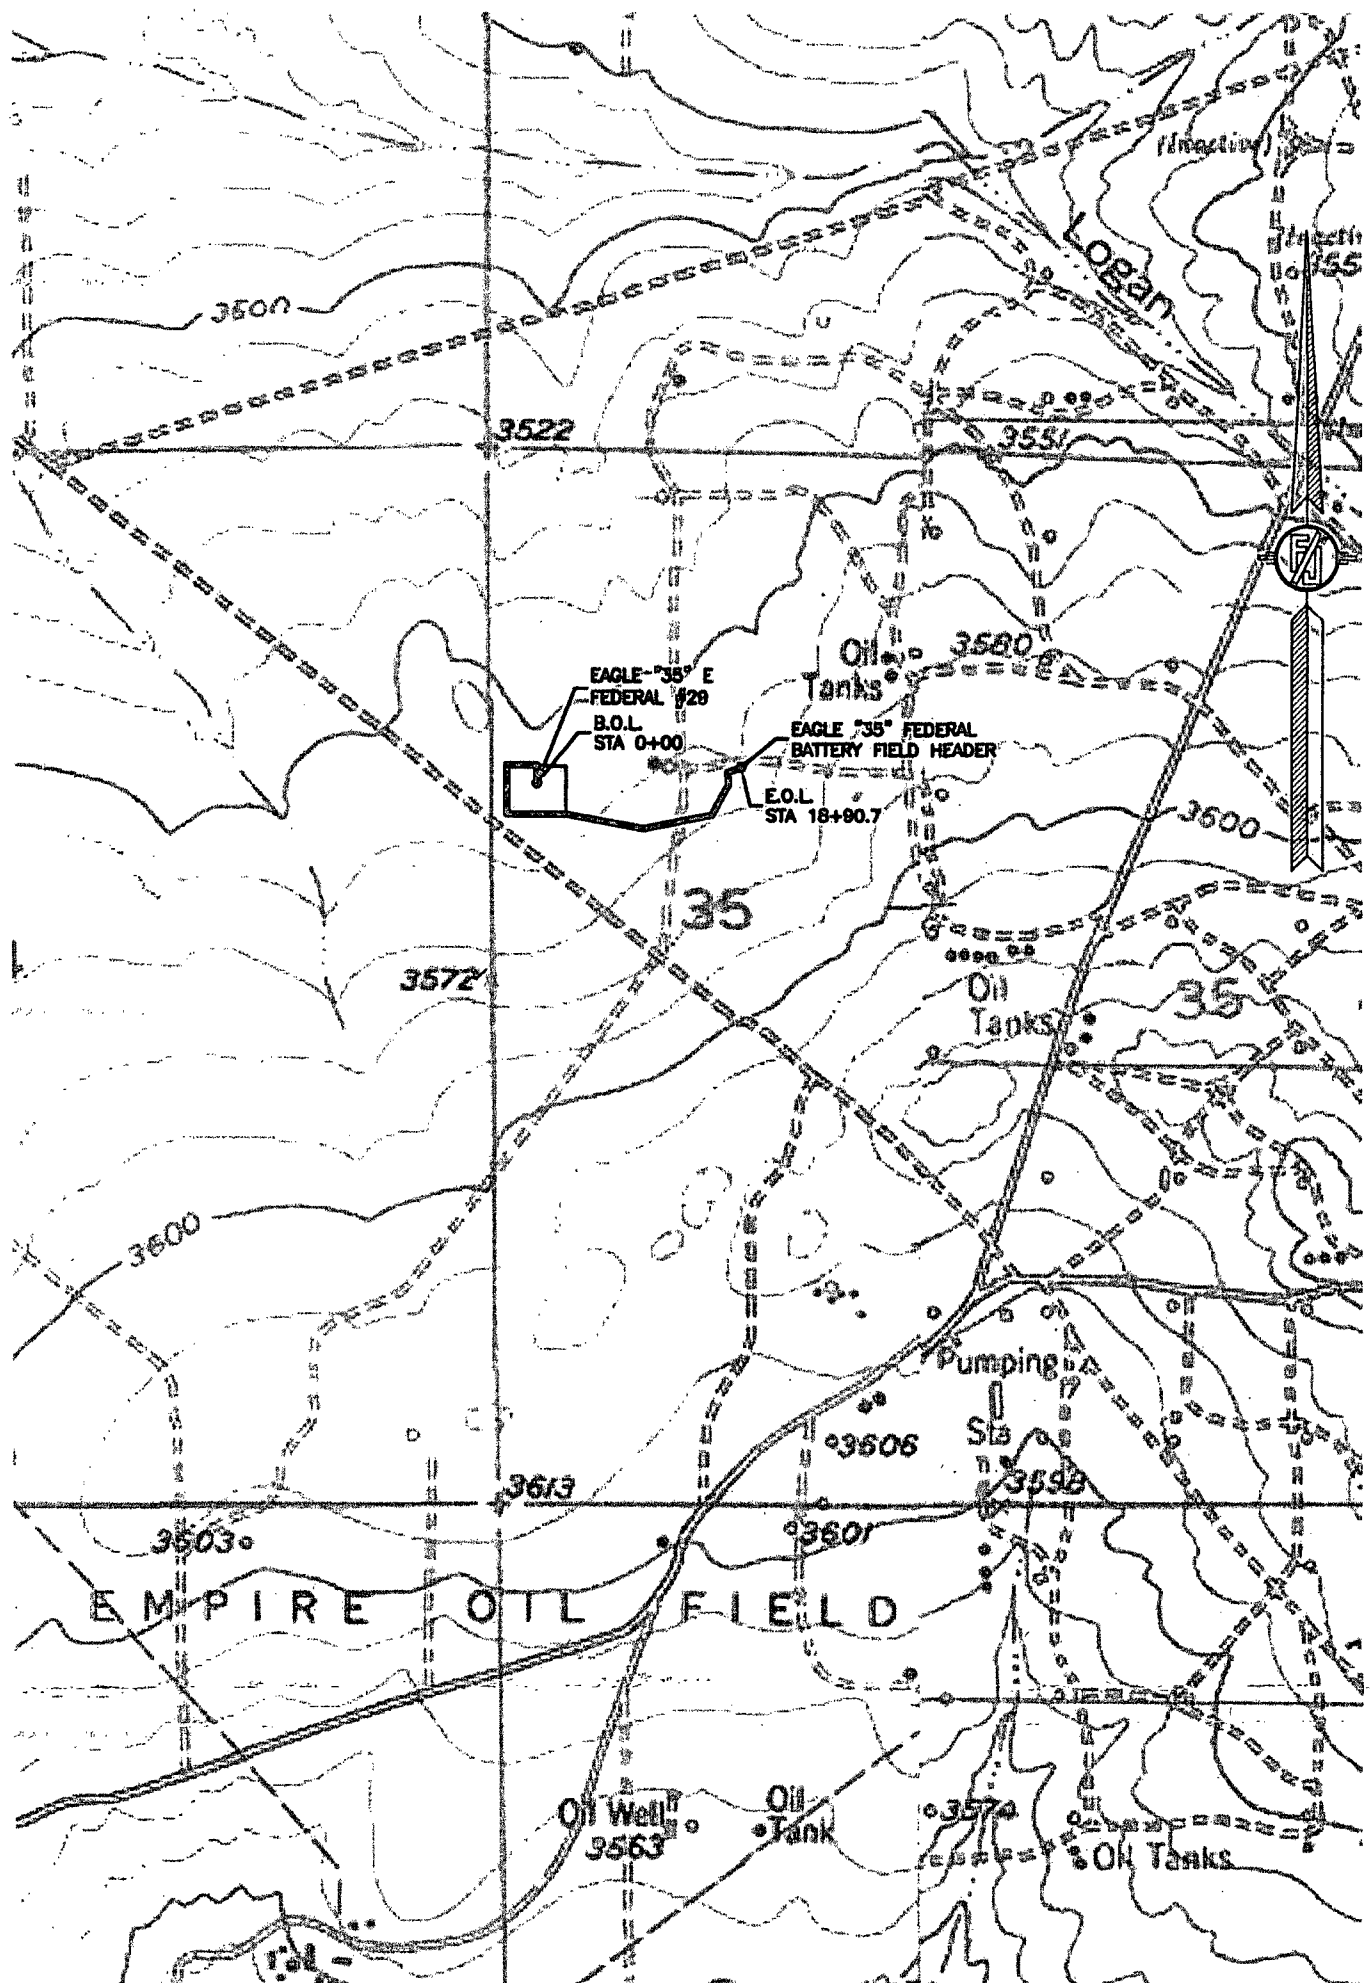 (Inactive)
Logan
3500
3522
3551
Oil
Tanks
3580
EAGLE "35" E
FEDERAL #29
B.O.L.
STA 0+00
EAGLE "35" FEDERAL
BATTERY FIELD HEADER
E.O.L.
STA 18+90.7
3600
35
3572
Oil
Tanks
35
3600
Pumping
Sta
3606
3613
3598
3603
3601
EMPIRE OIL FIELD
Oil Well
3563
Oil
Tank
3570
Oil Tanks